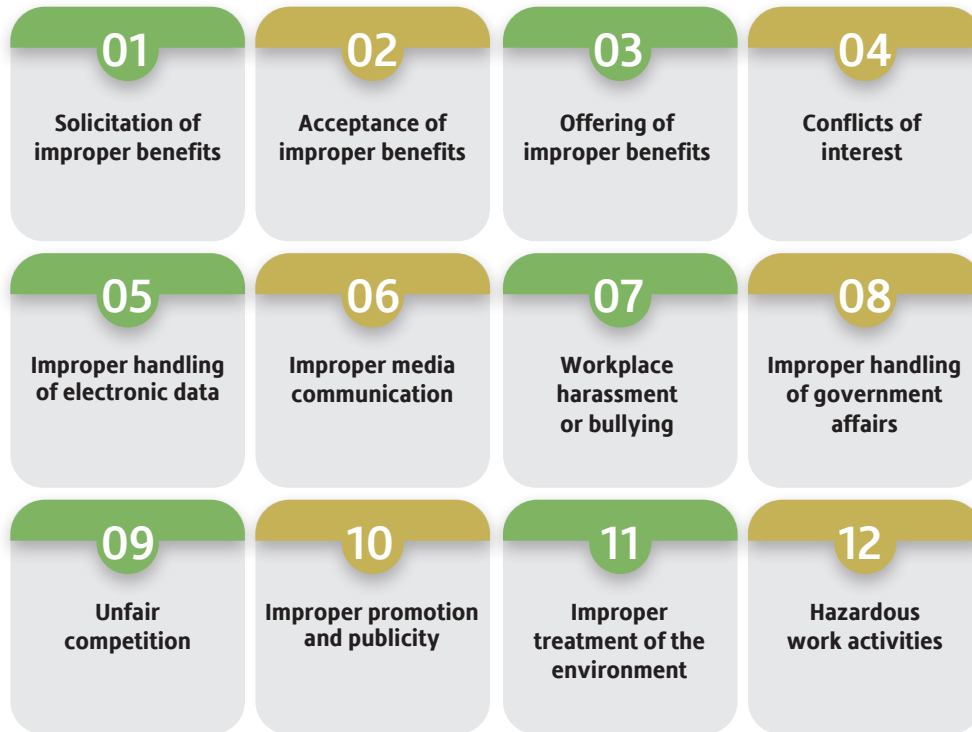 01
Solicitation of
improper benefits
02
Acceptance of
improper benefits
03
Offering of
improper benefits
04
Conflicts of
interest
05
Improper handling
of electronic data
06
Improper media
communication
07
Workplace
harassment
or bullying
08
Improper handling
of government
affairs
09
Unfair
competition
10
Improper promotion
and publicity
11
Improper
treatment of the
environment
12
Hazardous
work activities